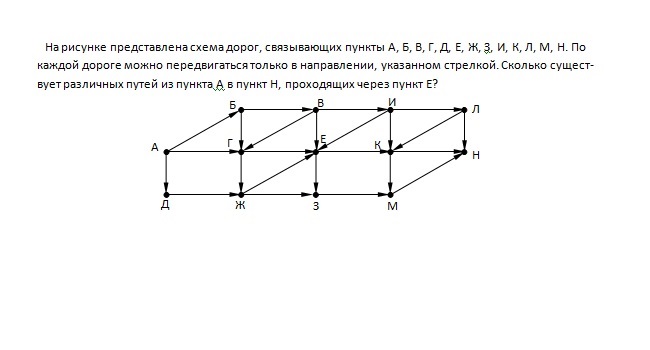 На рисунке представлена схема дорог, связывающих пункты А, Б, В, Г, Д, Е, Ж, З, И, К, Л, М, Н. По
каждой дороге можно передвигаться только в направлении, указанном стрелкой. Сколько сущест-
вует различных путей из пункта А в пункт Н, проходящих через пункт Е?
Б В И Л
А Г Е К Н
Д Ж З М